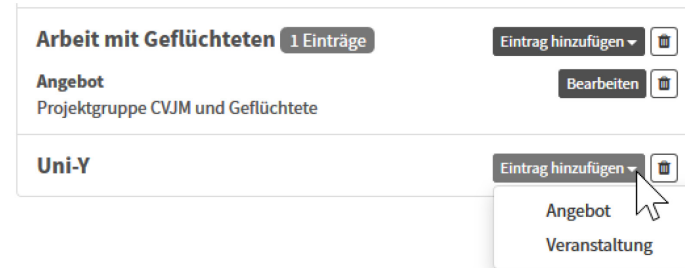 Arbeit mit Geflüchteten 1 Einträge Eintrag hinzufügen
Angebot Bearbeiten
Projektgruppe CVJM und Geflüchtete
Uni-Y Eintrag hinzufügen
Angebot
Veranstaltung